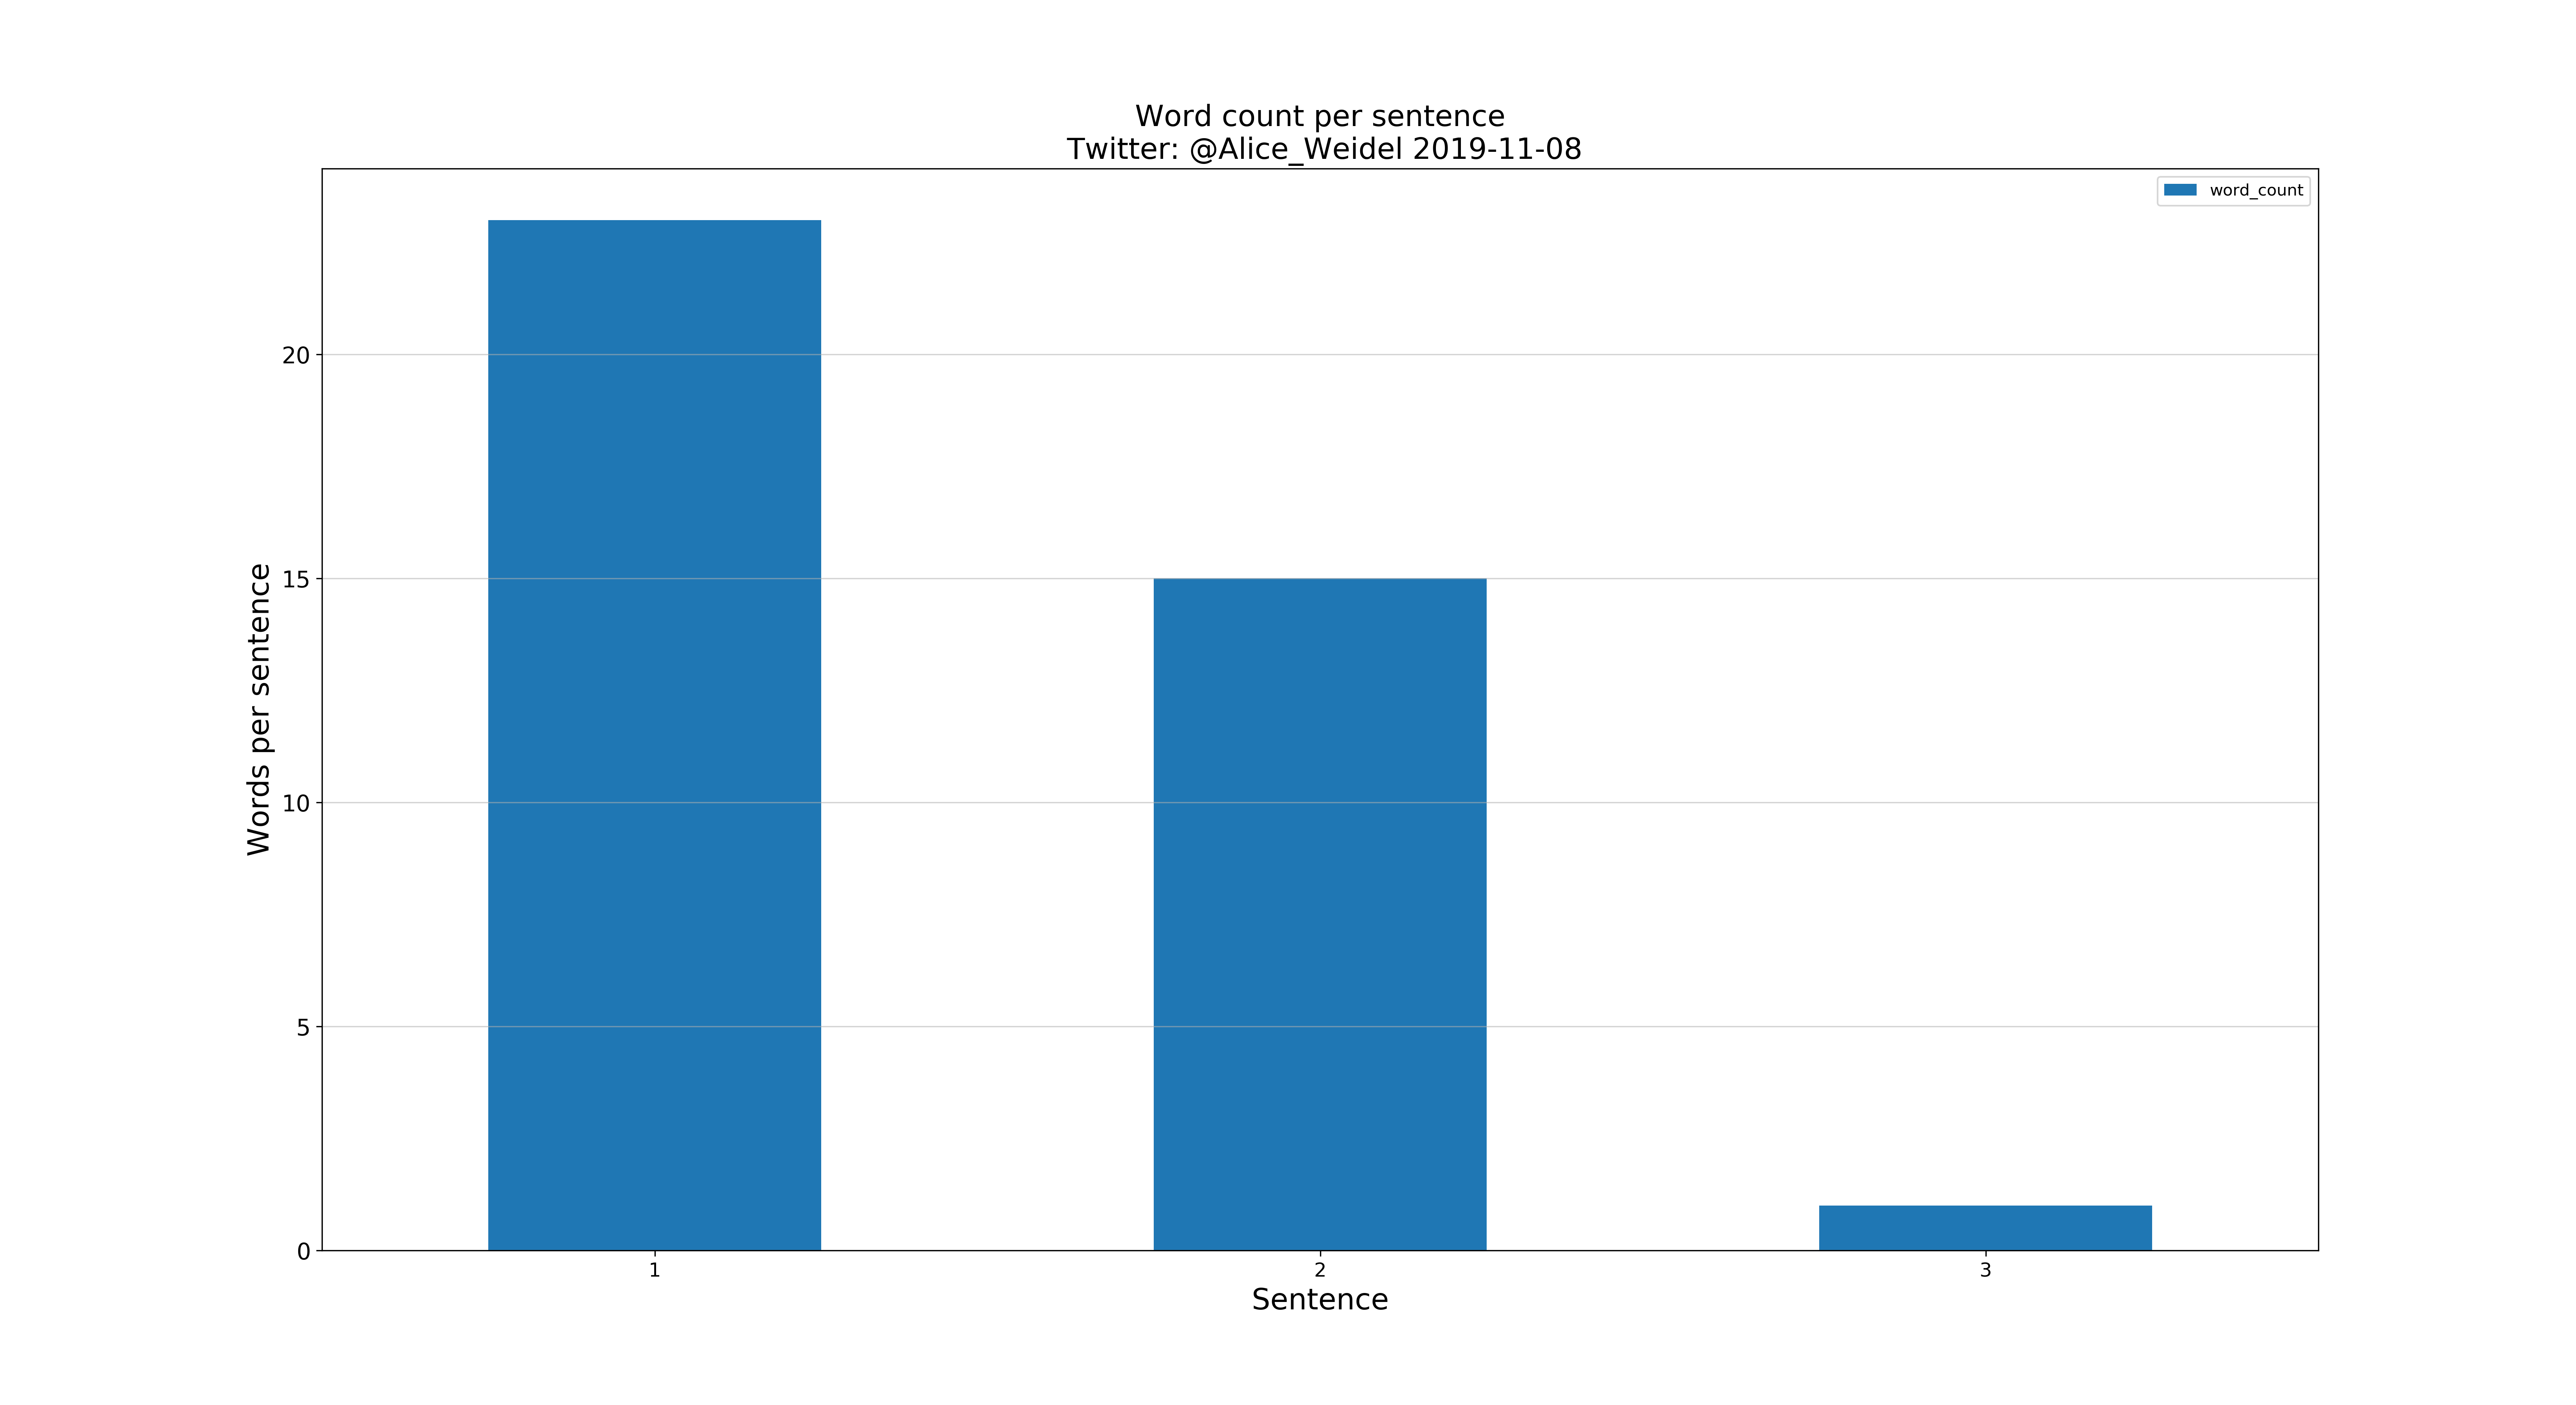 Word count per sentence
Twitter: @Alice_Weidel 2019-11-08
word_count
Words per sentence
20
15
10
5
0
1
2
3
Sentence